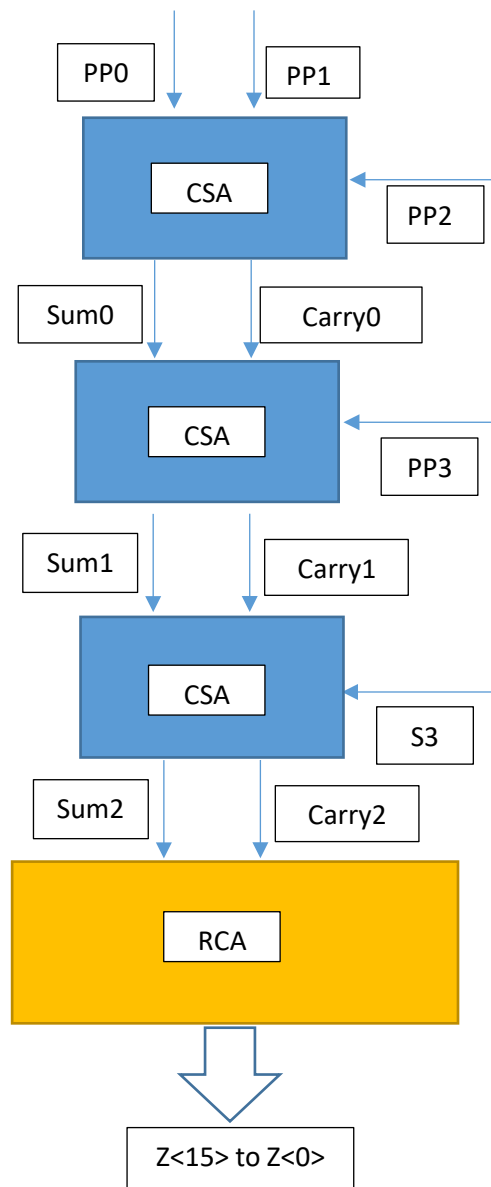 PP0
PP1
CSA
PP2
Sum0
Carry0
CSA
PP3
Sum1
Carry1
CSA
S3
Sum2
Carry2
RCA
Z<15> to Z<0>